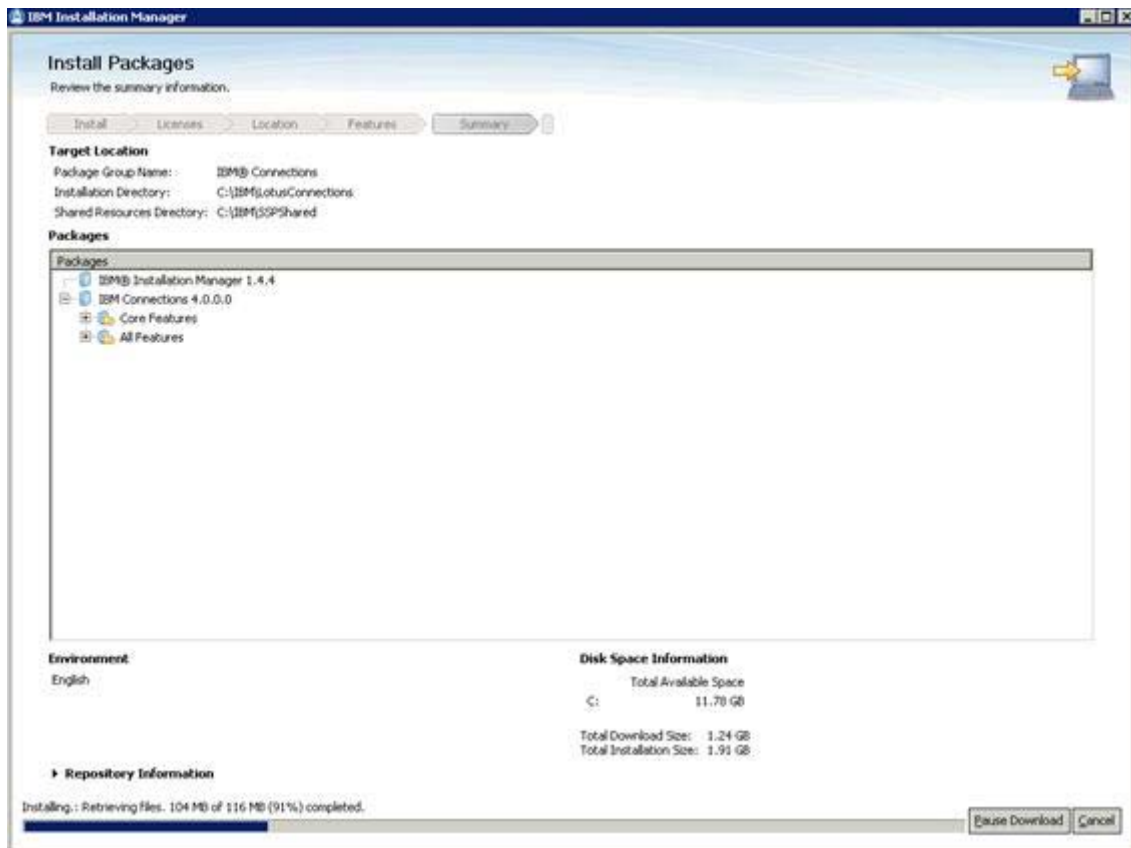 IBM Installation Manager
Install Packages
Review the summary information.
Install Licenses Location Features Summary
Target Location
Package Group Name: IBM® Connections
Installation Directory: C:\IBM\LotusConnections
Shared Resources Directory: C:\IBM\SSPShared
Packages
Packages
IBM® Installation Manager 1.4.4
IBM Connections 4.0.0.0
Core Features
All Features
Environment
English
Disk Space Information
Total Available Space
C: 11.78 GB
Total Download Size: 1.24 GB
Total Installation Size: 1.91 GB
Repository Information
Installing.: Retrieving files. 104 MB of 116 MB (91%) completed.
Pause Download Cancel